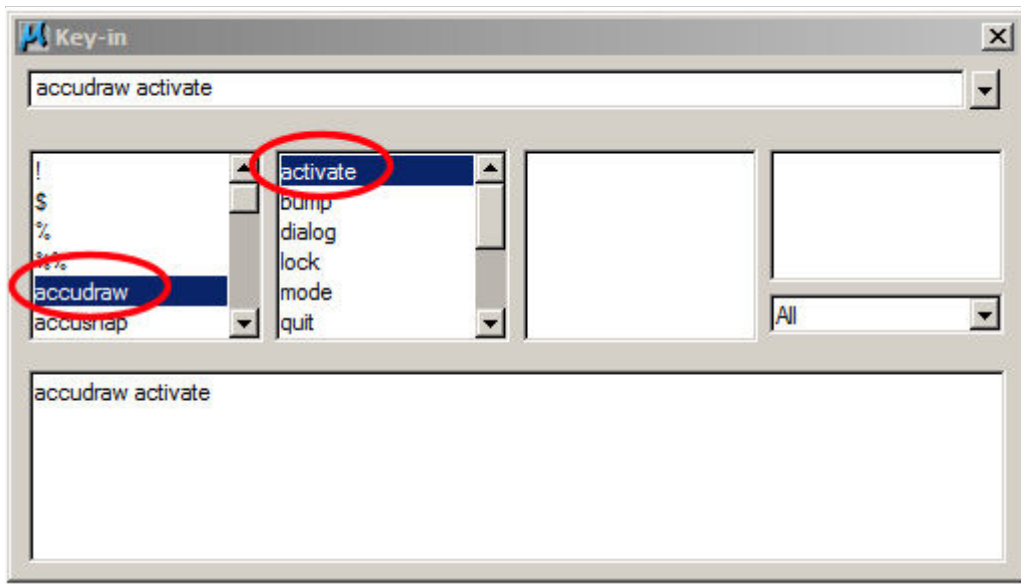 Key-in
accudraw activate
!
$
%
%%
accudraw
accusnap
activate
bump
dialog
lock
mode
quit
All
accudraw activate